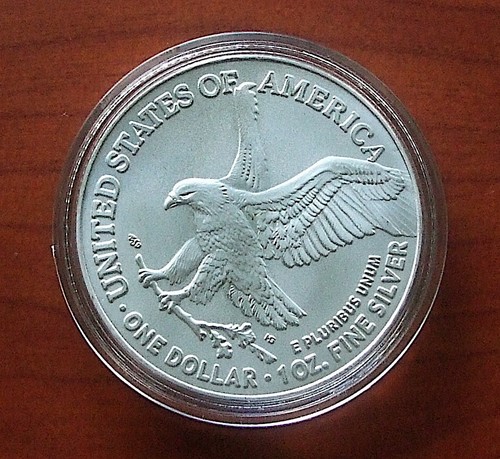 UNITED STATES OF AMERICA
E PLURIBUS UNUM
· ONE DOLLAR · 1 OZ. FINE SILVER